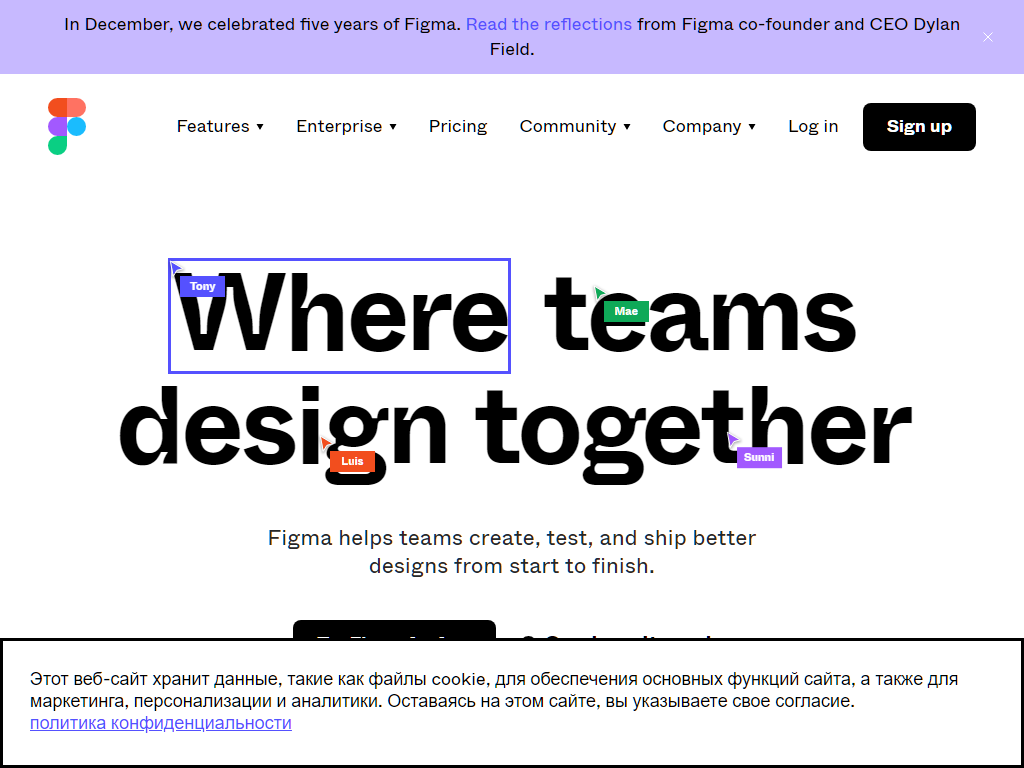 In December, we celebrated five years of Figma. Read the reflections from Figma co-founder and CEO Dylan
Field.
Features ▼ Enterprise ▼ Pricing Community ▼ Company ▼ Log in Sign up
Where teams
Tony
Mae
design together
Luis
Sunni
Figma helps teams create, test, and ship better
designs from start to finish.
Этот веб-сайт хранит данные, такие как файлы cookie, для обеспечения основных функций сайта, а также для
маркетинга, персонализации и аналитики. Оставаясь на этом сайте, вы указываете свое согласие.
политика конфиденциальности